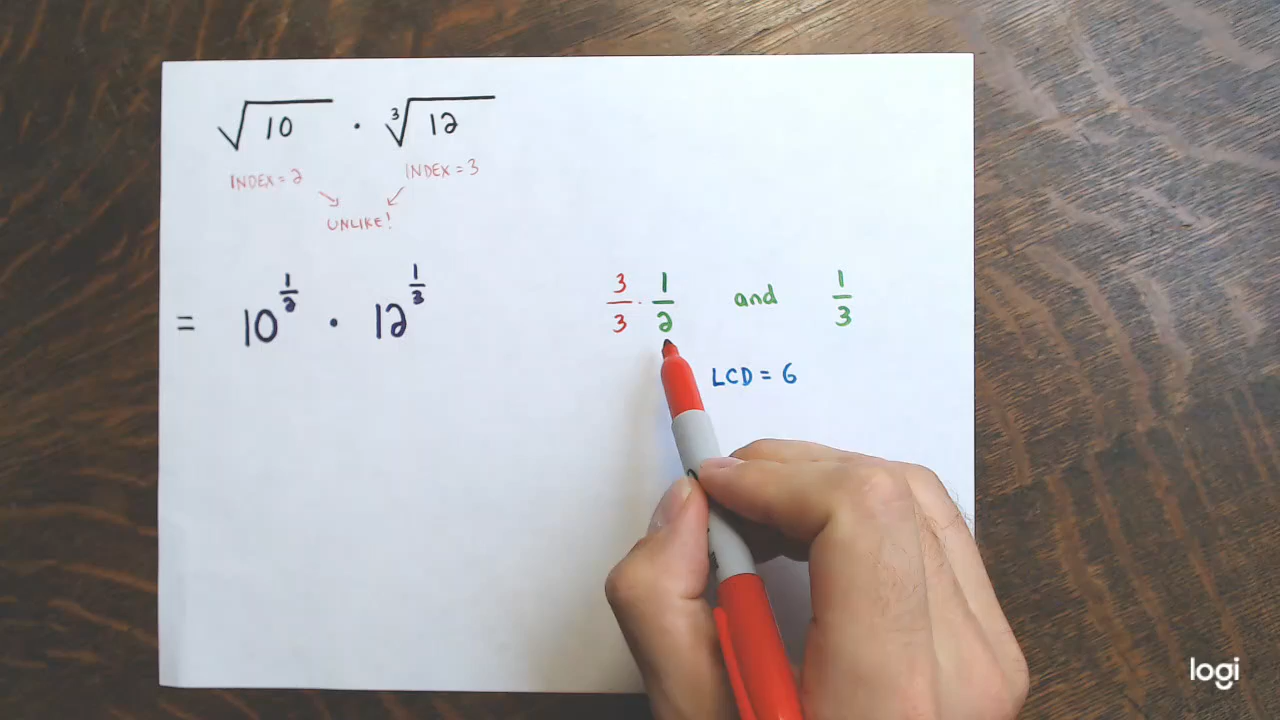 √10 · ∛12
INDEX = 2 INDEX = 3
UNLIKE!
= 10^(1/2) · 12^(1/3)
3/3 · 1/2 and 1/3
LCD = 6
logi